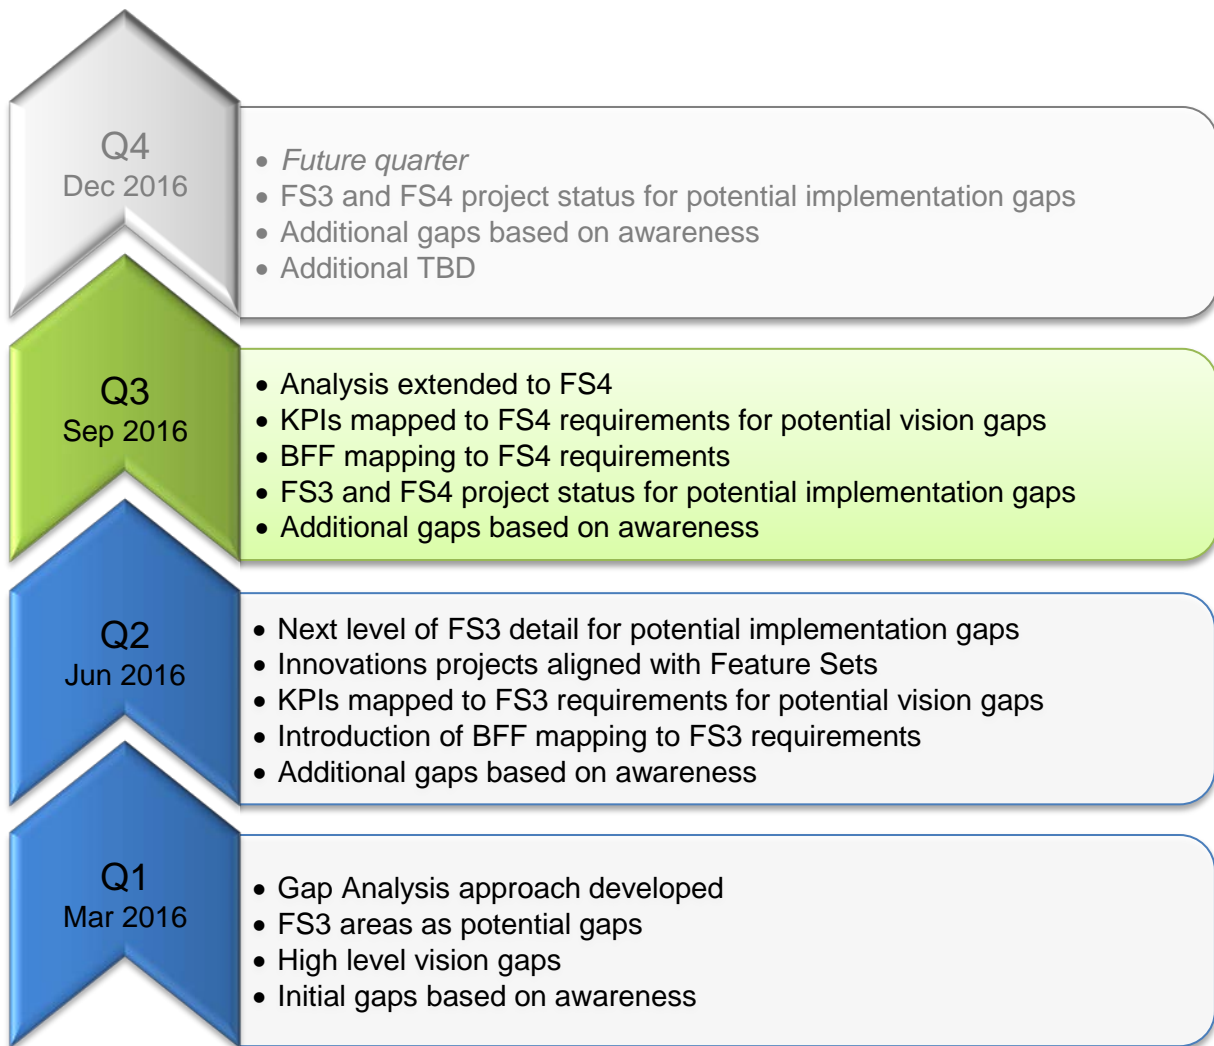 Q4
Dec 2016
• Future quarter
• FS3 and FS4 project status for potential implementation gaps
• Additional gaps based on awareness
• Additional TBD
Q3
Sep 2016
• Analysis extended to FS4
• KPIs mapped to FS4 requirements for potential vision gaps
• BFF mapping to FS4 requirements
• FS3 and FS4 project status for potential implementation gaps
• Additional gaps based on awareness
Q2
Jun 2016
• Next level of FS3 detail for potential implementation gaps
• Innovations projects aligned with Feature Sets
• KPIs mapped to FS3 requirements for potential vision gaps
• Introduction of BFF mapping to FS3 requirements
• Additional gaps based on awareness
Q1
Mar 2016
• Gap Analysis approach developed
• FS3 areas as potential gaps
• High level vision gaps
• Initial gaps based on awareness